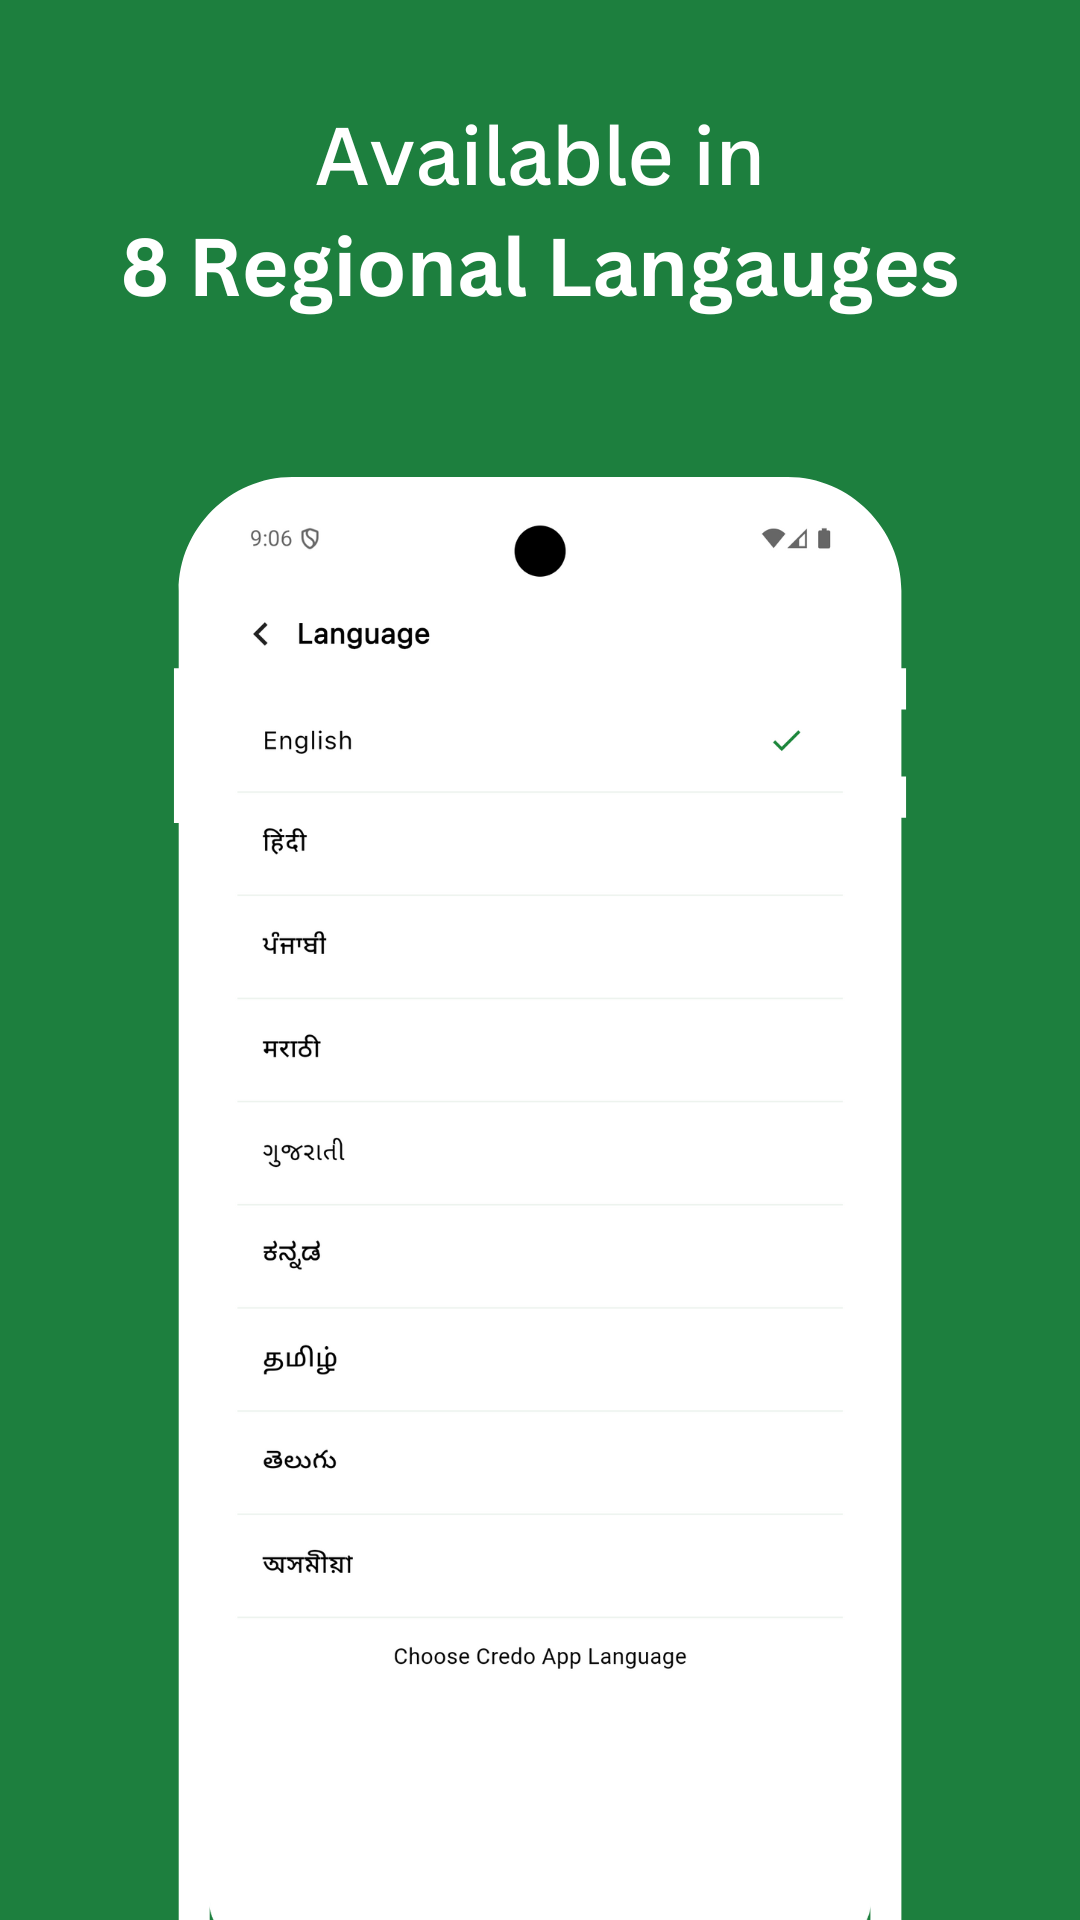 Available in
8 Regional Langauges
9:06
Language
English
हिंदी
ਪੰਜਾਬੀ
मराठी
ગુજરાતી
ಕನ್ನಡ
தமிழ்
తెలుగు
অসমীয়া
Choose Credo App Language